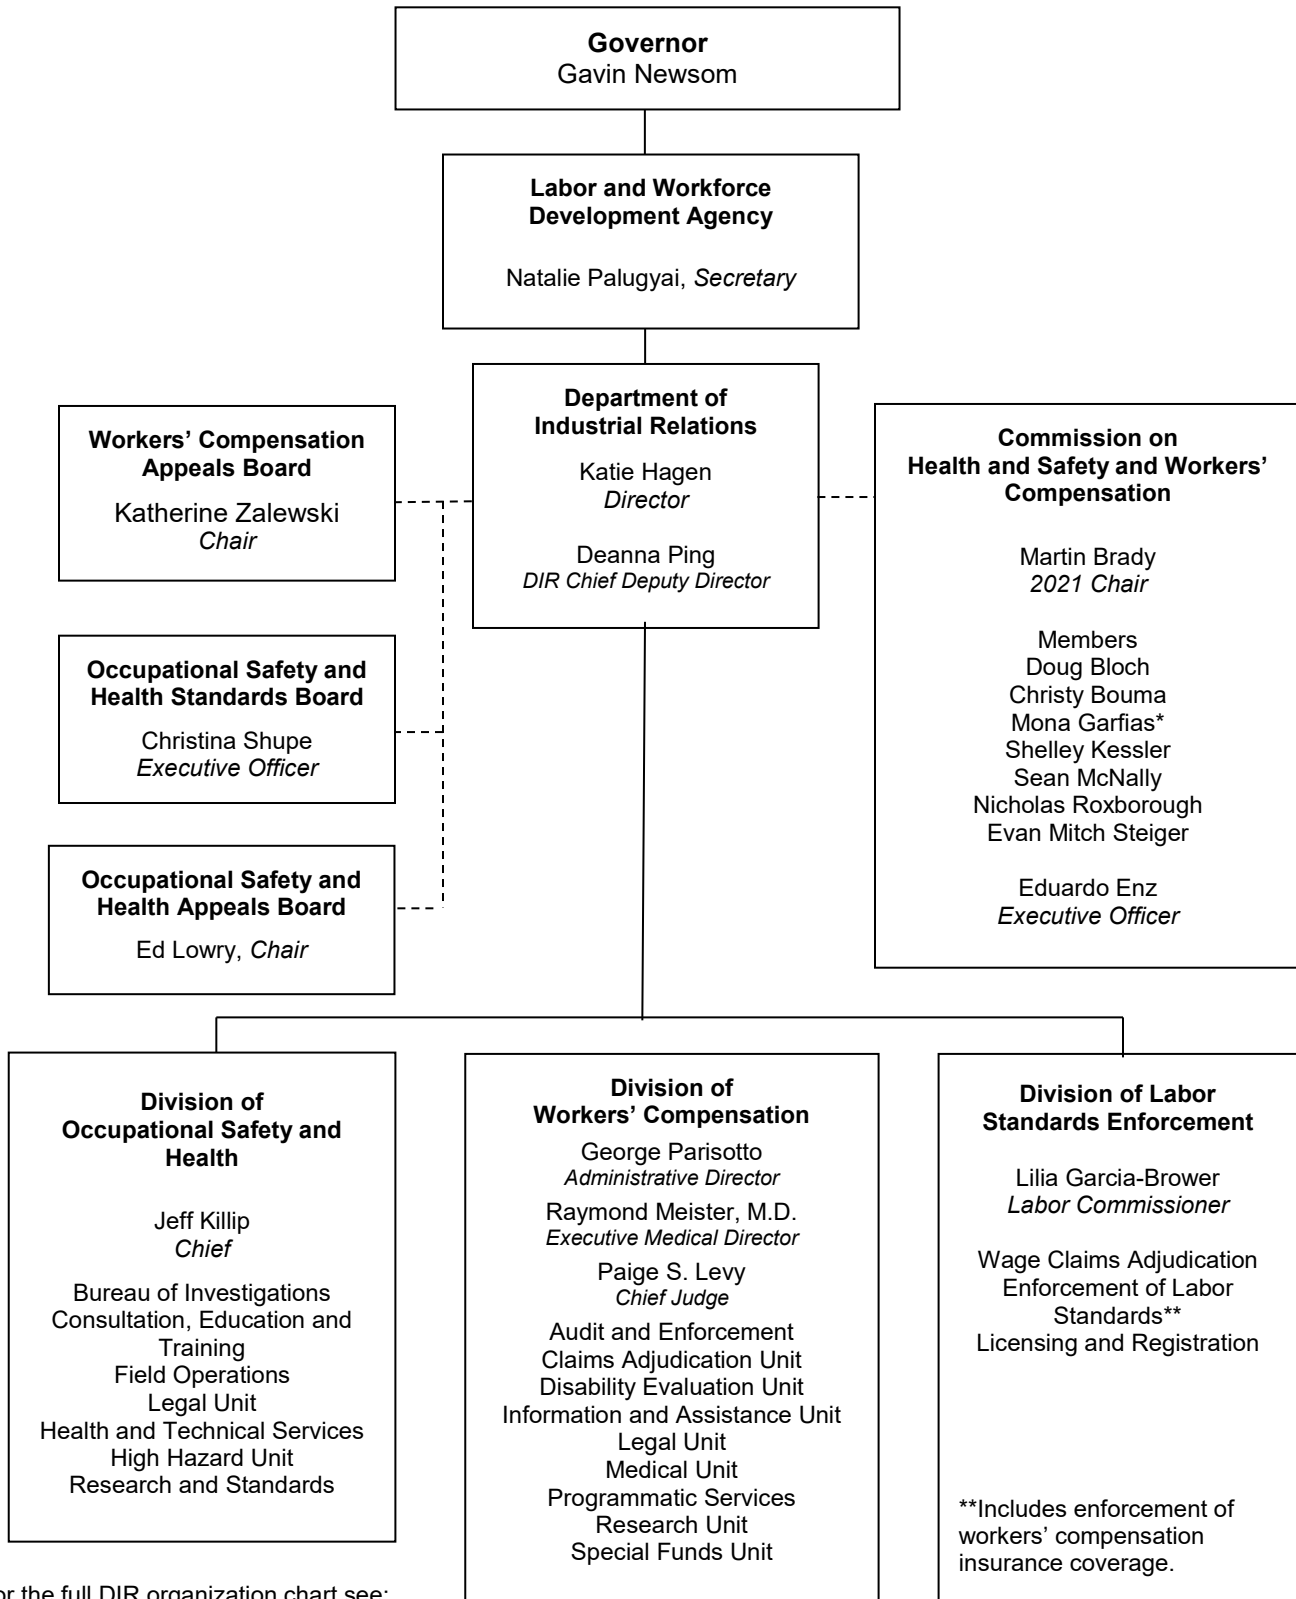 Governor
Gavin Newsom
Labor and Workforce
Development Agency
Natalie Palugyai, Secretary
Department of
Industrial Relations
Katie Hagen
Director
Deanna Ping
DIR Chief Deputy Director
Workers’ Compensation
Appeals Board
Katherine Zalewski
Chair
Occupational Safety and
Health Standards Board
Christina Shupe
Executive Officer
Occupational Safety and
Health Appeals Board
Ed Lowry, Chair
Commission on
Health and Safety and Workers’
Compensation
Martin Brady
2021 Chair
Members
Doug Bloch
Christy Bouma
Mona Garfias*
Shelley Kessler
Sean McNally
Nicholas Roxborough
Evan Mitch Steiger
Eduardo Enz
Executive Officer
Division of
Occupational Safety and
Health
Jeff Killip
Chief
Bureau of Investigations
Consultation, Education and
Training
Field Operations
Legal Unit
Health and Technical Services
High Hazard Unit
Research and Standards
Division of
Workers’ Compensation
George Parisotto
Administrative Director
Raymond Meister, M.D.
Executive Medical Director
Paige S. Levy
Chief Judge
Audit and Enforcement
Claims Adjudication Unit
Disability Evaluation Unit
Information and Assistance Unit
Legal Unit
Medical Unit
Programmatic Services
Research Unit
Special Funds Unit
Division of Labor
Standards Enforcement
Lilia Garcia-Brower
Labor Commissioner
Wage Claims Adjudication
Enforcement of Labor
Standards**
Licensing and Registration
**Includes enforcement of
workers’ compensation
insurance coverage.
or the full DIR organization chart see: